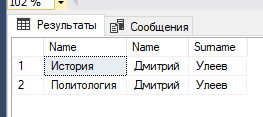 102 %
Результаты Сообщения
Name Name Surname
1 История Дмитрий Улеев
2 Политология Дмитрий Улеев